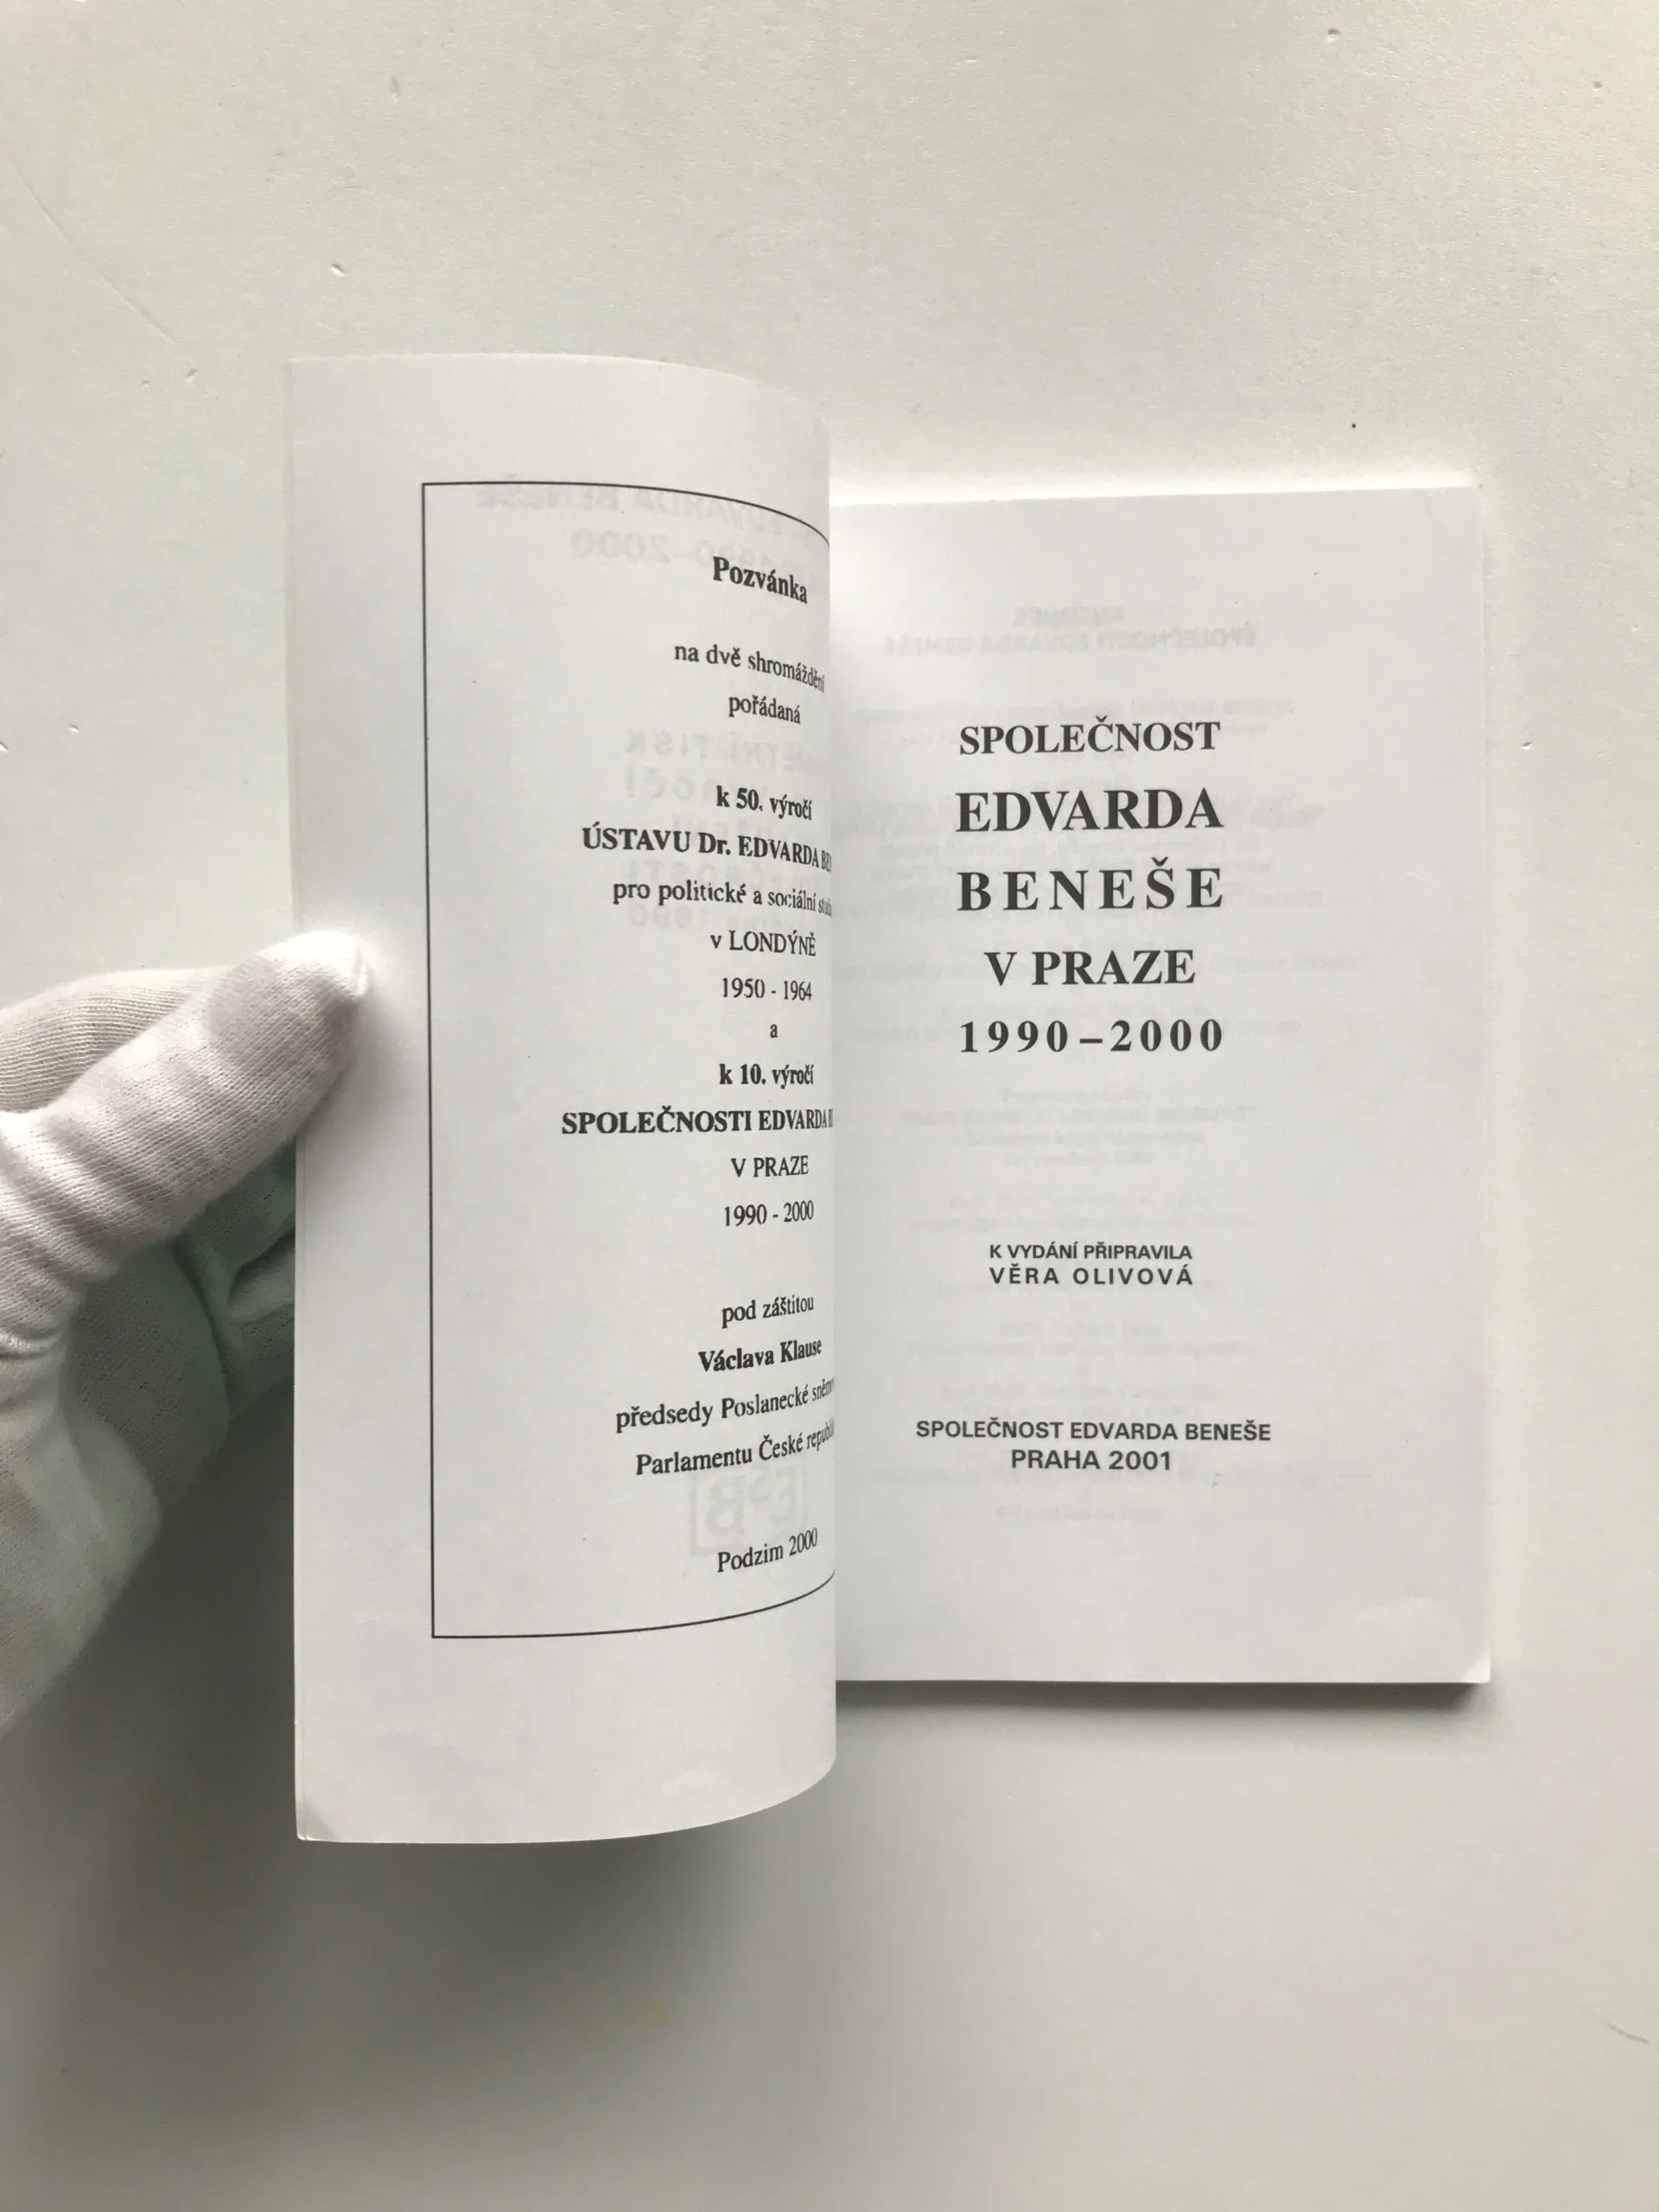 Pozvánka
na dvě shromáždění
pořádaná
k 50. výročí
ÚSTAVU Dr. EDVARDA
pro politické a sociální
v LONDÝNĚ
1950 - 1964
a
k 10. výročí
SPOLEČNOSTI EDVARDA
V PRAZE
1990 - 2000
pod záštitou
Václava Klause
předsedy Poslanecké
Parlamentu České
Podzim 2000
SPOLEČNOST
EDVARDA
BENEŠE
V PRAZE
1990–2000
K VYDÁNÍ PŘIPRAVILA
VĚRA OLIVOVÁ
SPOLEČNOST EDVARDA BENEŠE
PRAHA 2001